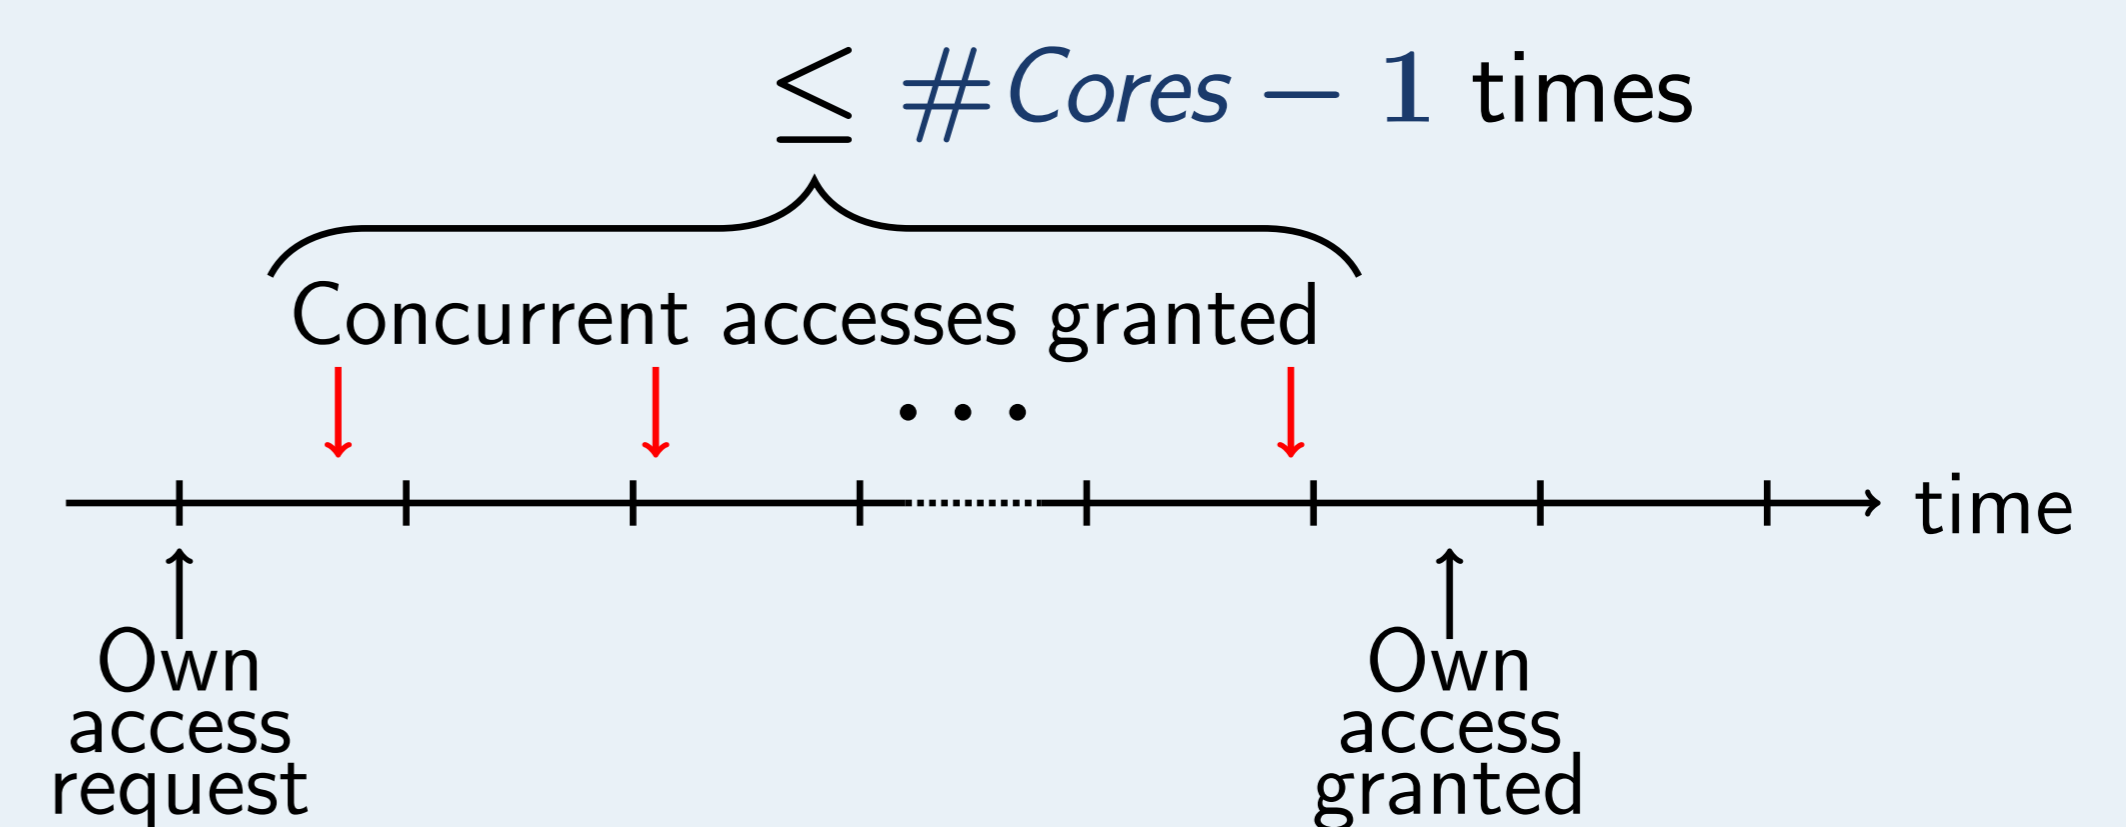 ≤ #Cores − 1 times
Concurrent accesses granted
...
time
Own
access
request
Own
access
granted